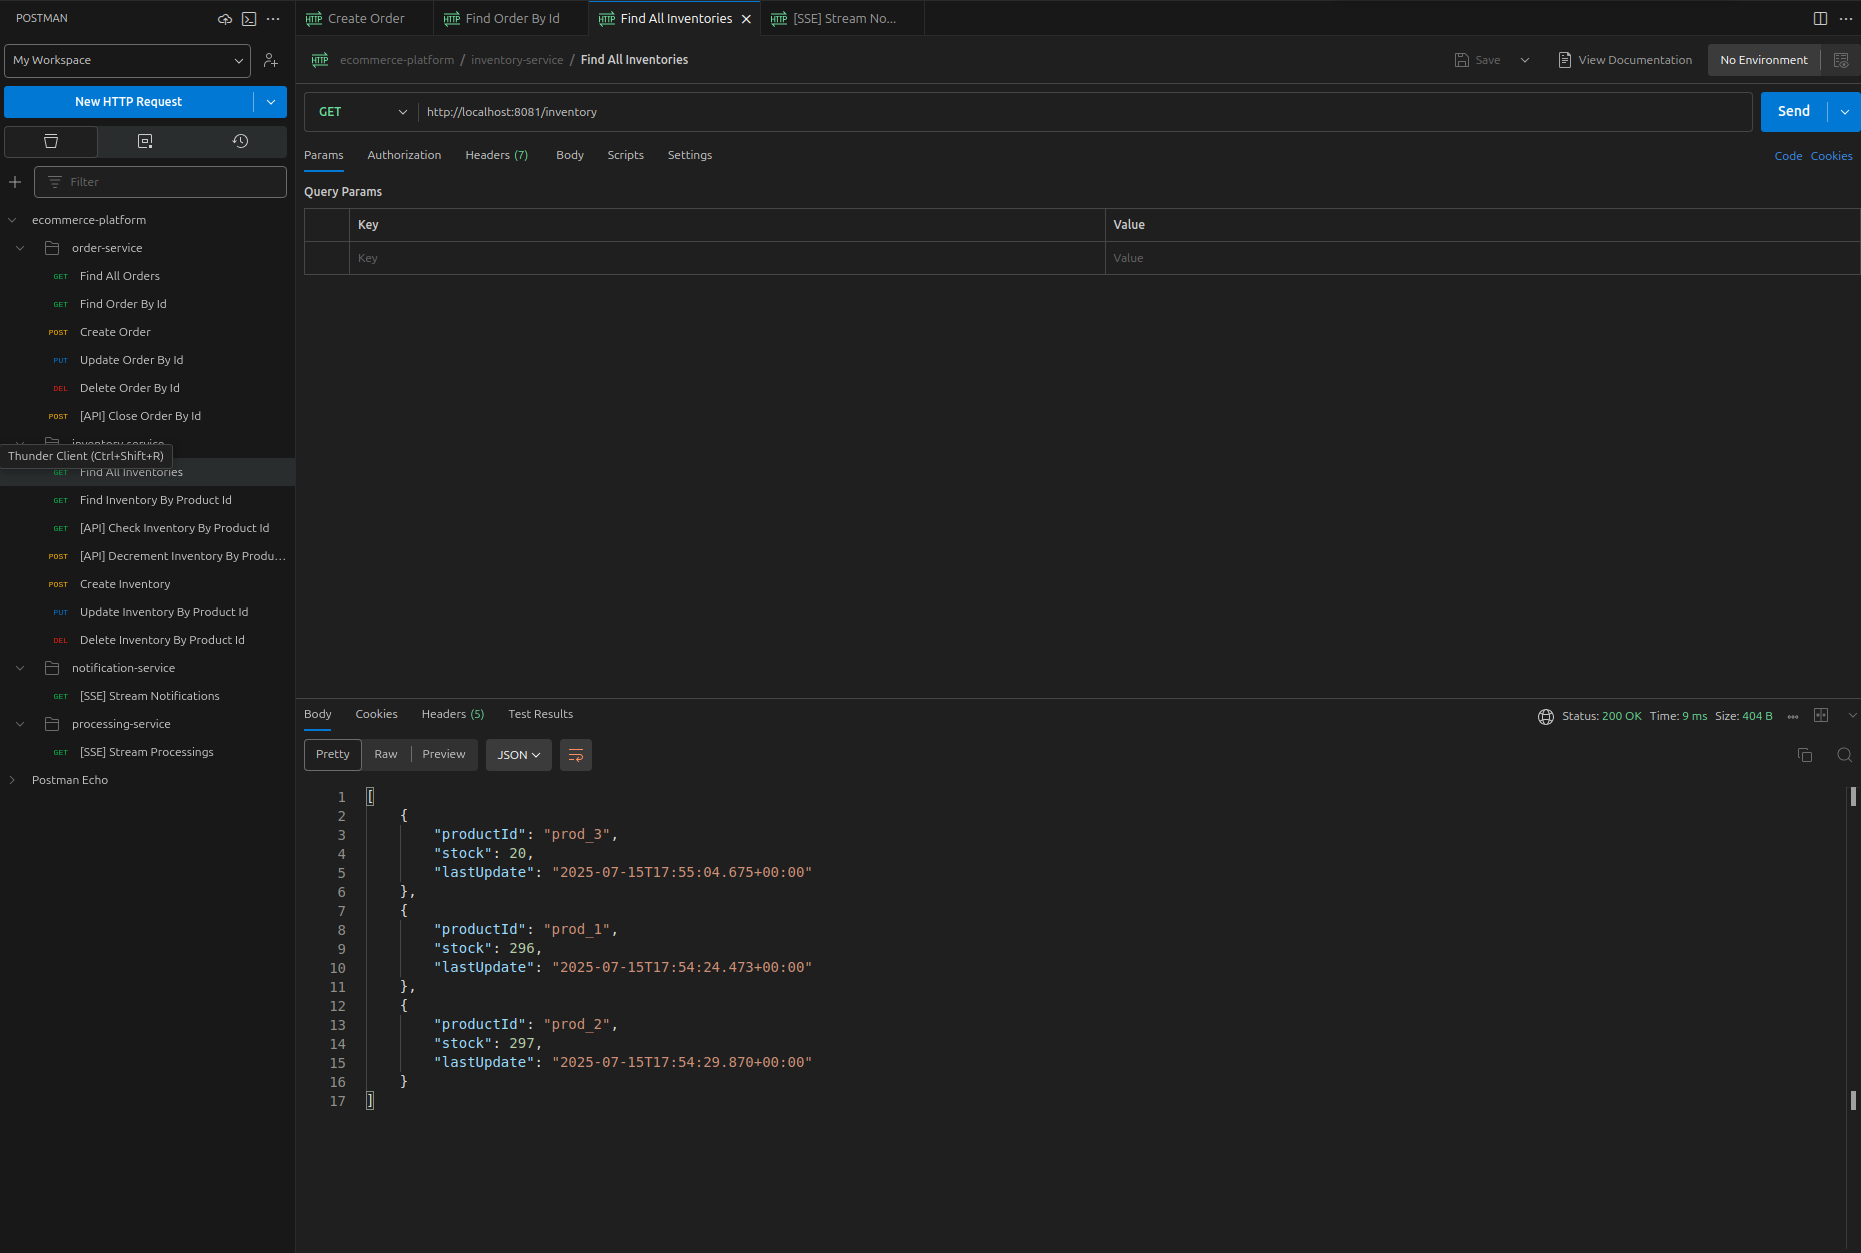 POSTMAN
My Workspace
New HTTP Request
Filter
ecommerce-platform
order-service
GET Find All Orders
GET Find Order By Id
POST Create Order
PUT Update Order By Id
DEL Delete Order By Id
POST [API] Close Order By Id
inventory-service
Thunder Client (Ctrl+Shift+R)
GET Find All Inventories
GET Find Inventory By Product Id
GET [API] Check Inventory By Product Id
POST [API] Decrement Inventory By Produ...
POST Create Inventory
PUT Update Inventory By Product Id
DEL Delete Inventory By Product Id
notification-service
GET [SSE] Stream Notifications
processing-service
GET [SSE] Stream Processings
Postman Echo
HTTP Create Order
HTTP Find Order By Id
HTTP Find All Inventories
HTTP [SSE] Stream No...
HTTP ecommerce-platform / inventory-service / Find All Inventories
Save
View Documentation
No Environment
GET http://localhost:8081/inventory
Send
Params Authorization Headers (7) Body Scripts Settings
Code Cookies
Query Params
Key Value
Key Value
Body Cookies Headers (5) Test Results
Status: 200 OK Time: 9 ms Size: 404 B
Pretty Raw Preview JSON
1 [
2 {
3 "productId": "prod_3",
4 "stock": 20,
5 "lastUpdate": "2025-07-15T17:55:04.675+00:00"
6 },
7 {
8 "productId": "prod_1",
9 "stock": 296,
10 "lastUpdate": "2025-07-15T17:54:24.473+00:00"
11 },
12 {
13 "productId": "prod_2",
14 "stock": 297,
15 "lastUpdate": "2025-07-15T17:54:29.870+00:00"
16 }
17 ]